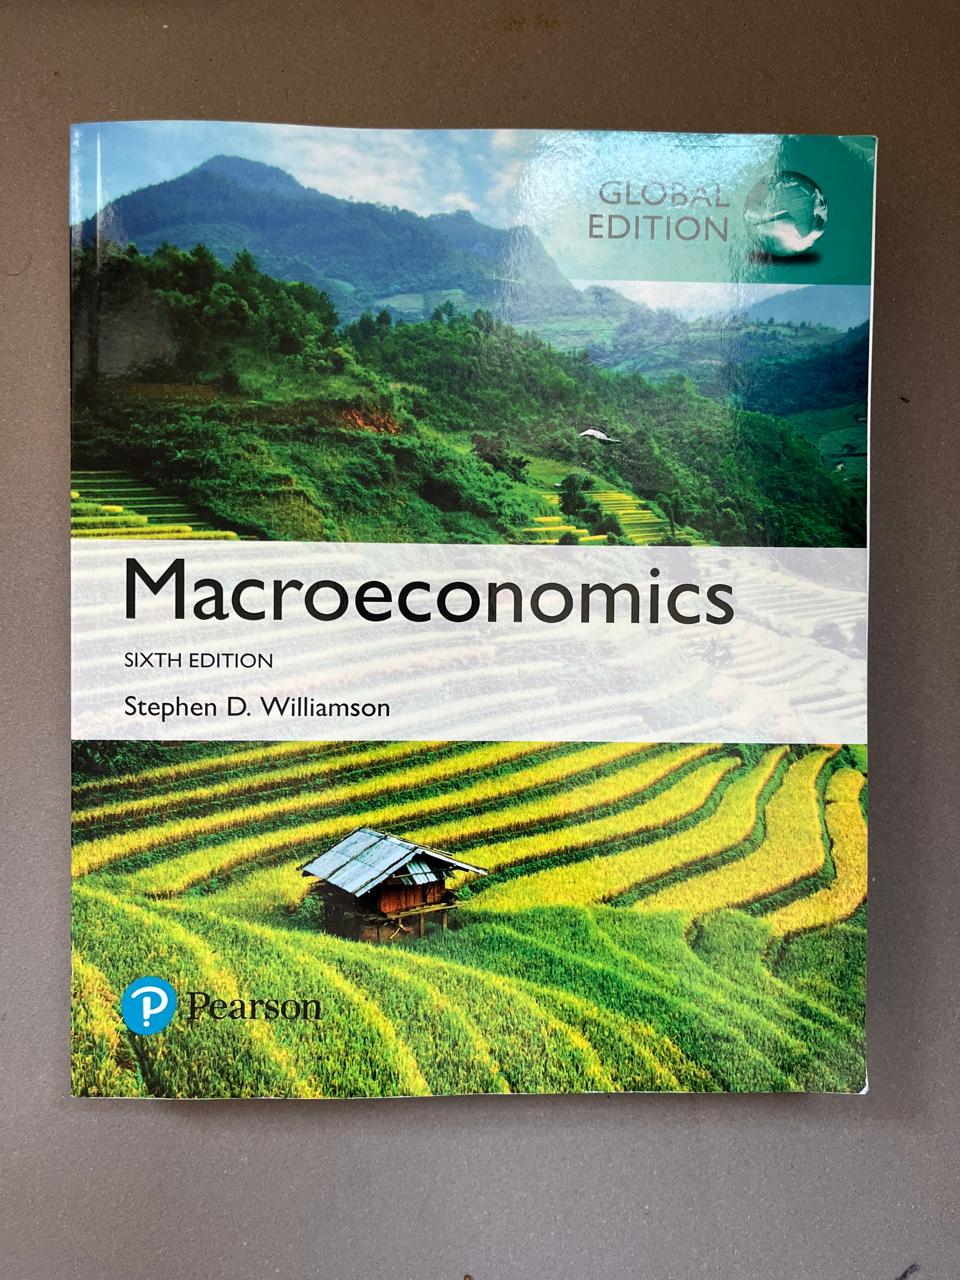 GLOBAL
EDITION
Macroeconomics
SIXTH EDITION
Stephen D. Williamson
Pearson